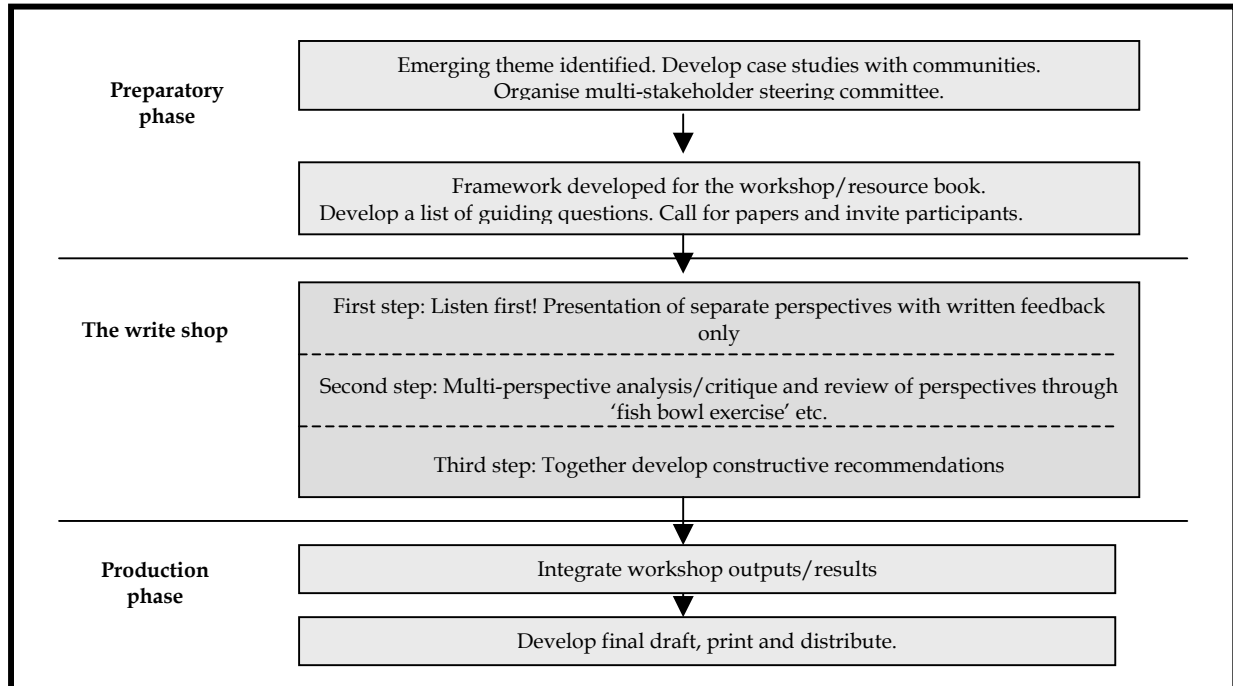 Preparatory
phase
Emerging theme identified. Develop case studies with communities.
Organise multi-stakeholder steering committee.
Framework developed for the workshop/resource book.
Develop a list of guiding questions. Call for papers and invite participants.
The write shop
First step: Listen first! Presentation of separate perspectives with written feedback
only
Second step: Multi-perspective analysis/critique and review of perspectives through
‘fish bowl exercise’ etc.
Third step: Together develop constructive recommendations
Production
phase
Integrate workshop outputs/results
Develop final draft, print and distribute.